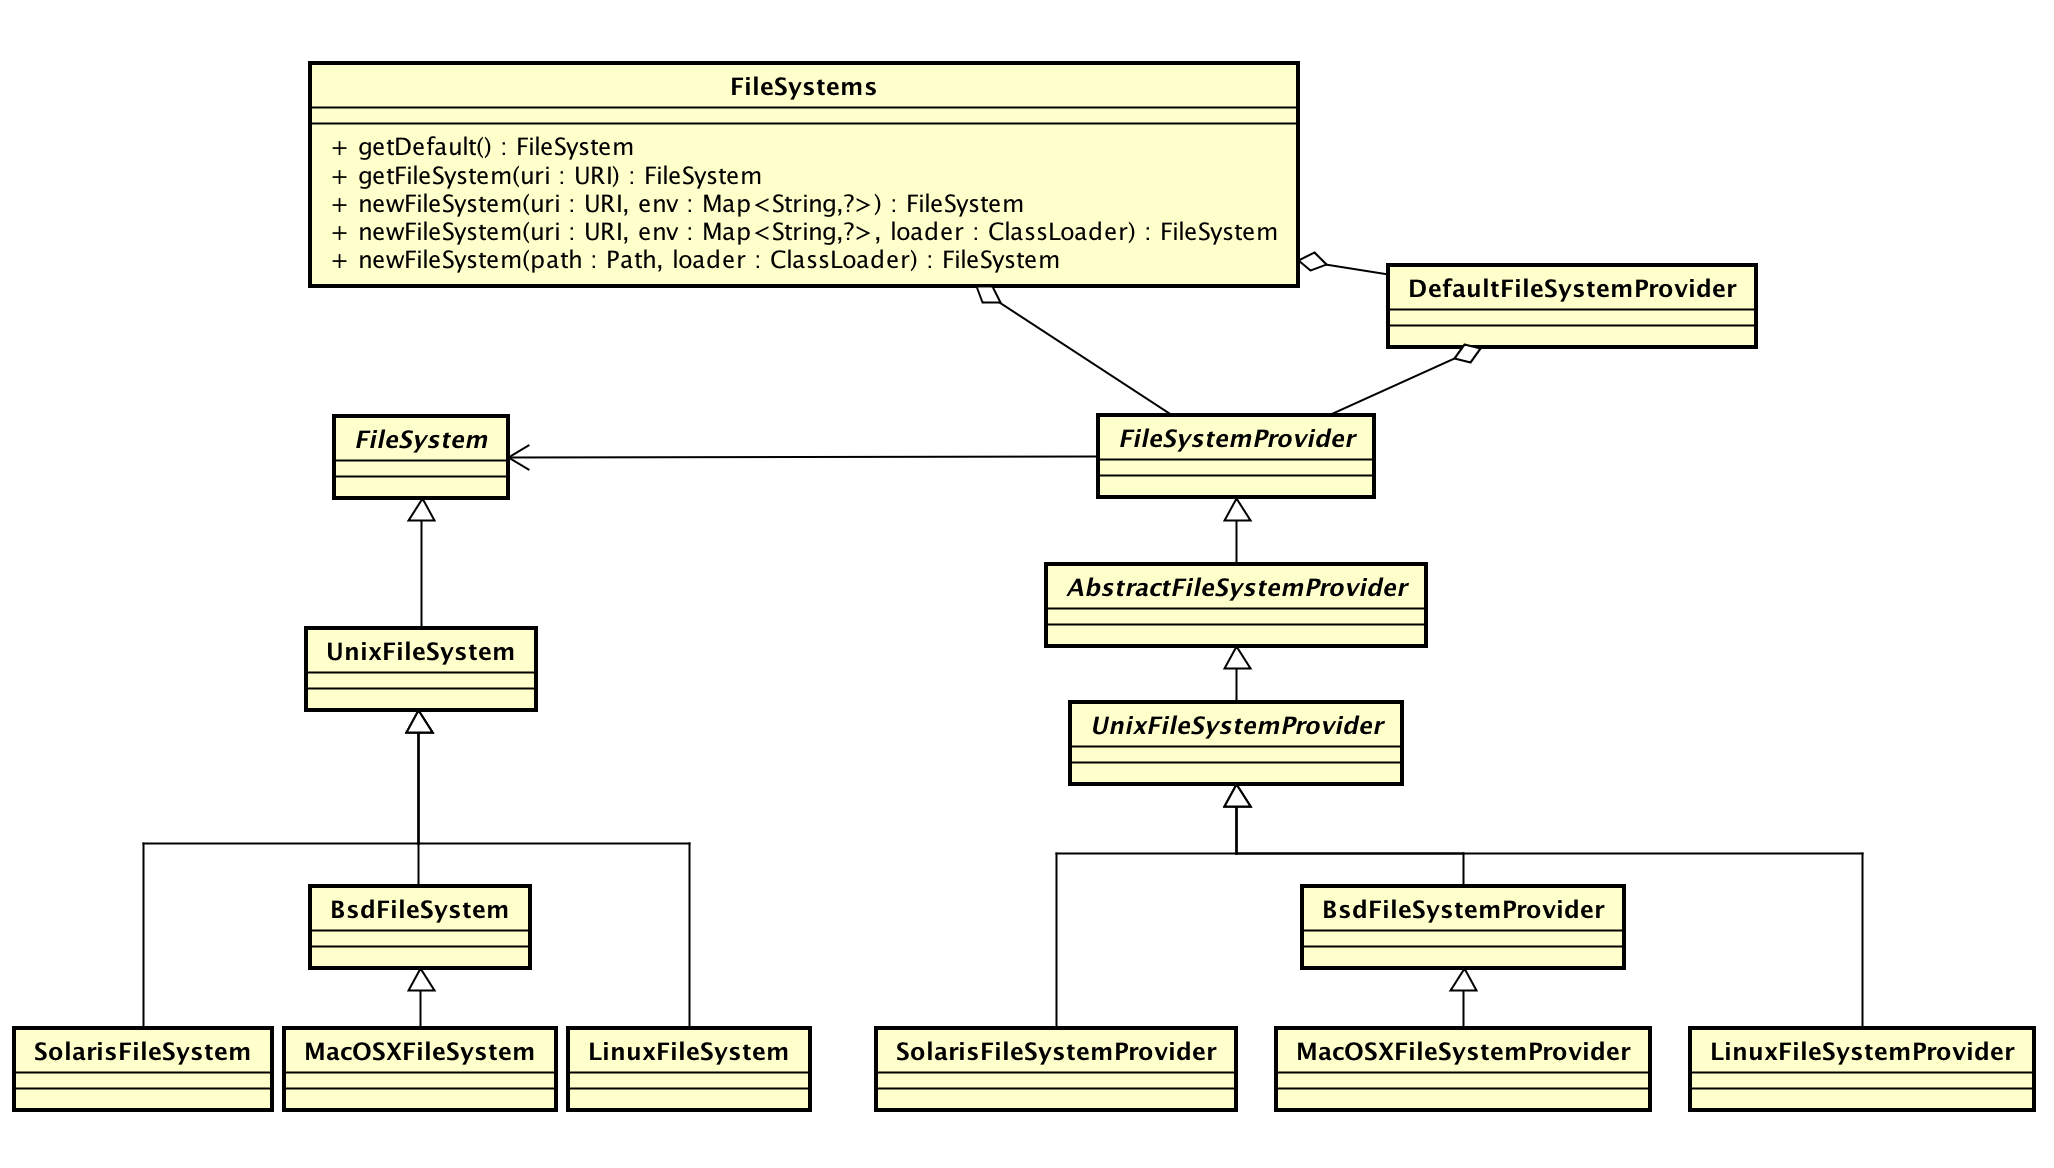 FileSystems
+ getDefault() : FileSystem
+ getFileSystem(uri : URI) : FileSystem
+ newFileSystem(uri : URI, env : Map<String,?>) : FileSystem
+ newFileSystem(uri : URI, env : Map<String,?>, loader : ClassLoader) : FileSystem
+ newFileSystem(path : Path, loader : ClassLoader) : FileSystem
DefaultFileSystemProvider
FileSystem
FileSystemProvider
AbstractFileSystemProvider
UnixFileSystem
UnixFileSystemProvider
BsdFileSystem
BsdFileSystemProvider
SolarisFileSystem
MacOSXFileSystem
LinuxFileSystem
SolarisFileSystemProvider
MacOSXFileSystemProvider
LinuxFileSystemProvider